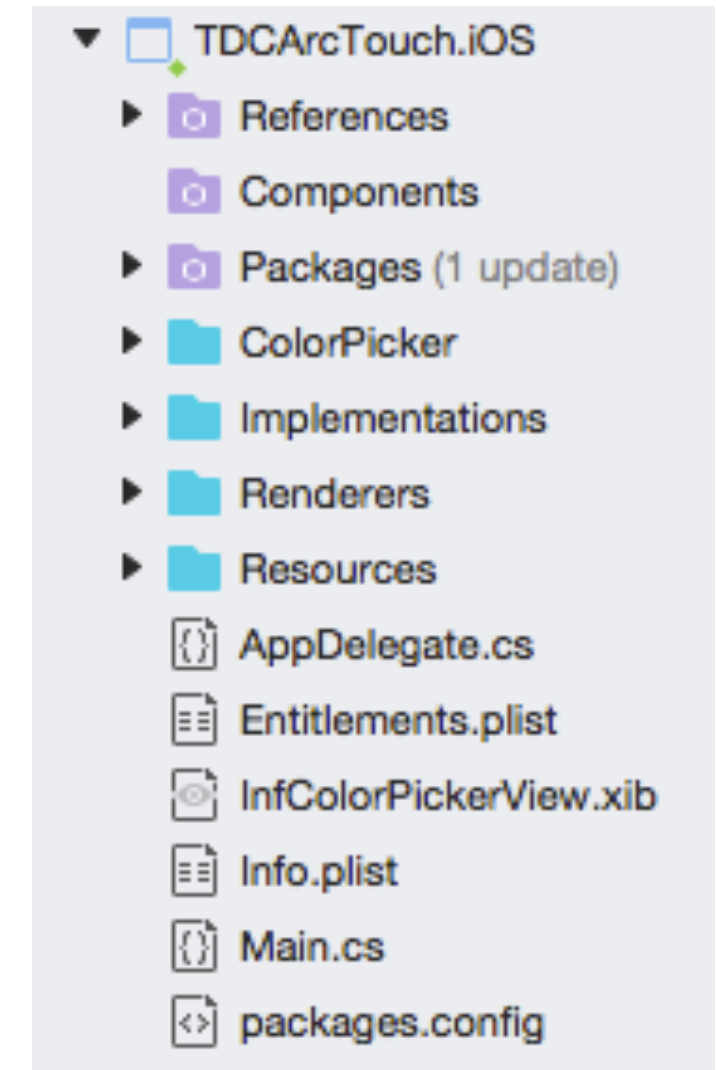 TDCArcTouch.iOS
References
Components
Packages (1 update)
ColorPicker
Implementations
Renderers
Resources
AppDelegate.cs
Entitlements.plist
InfColorPickerView.xib
Info.plist
Main.cs
packages.config